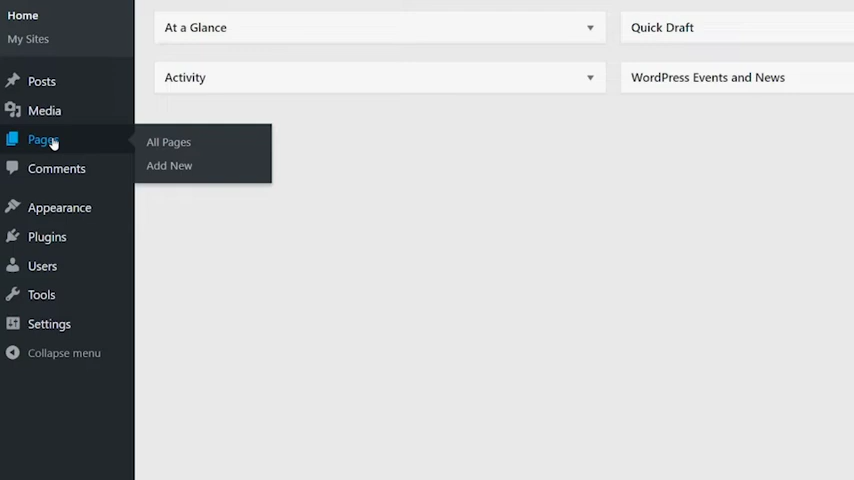 Home
My Sites
Posts
Media
Pages
Comments
Appearance
Plugins
Users
Tools
Settings
Collapse menu
All Pages
Add New
At a Glance
Quick Draft
Activity
WordPress Events and News